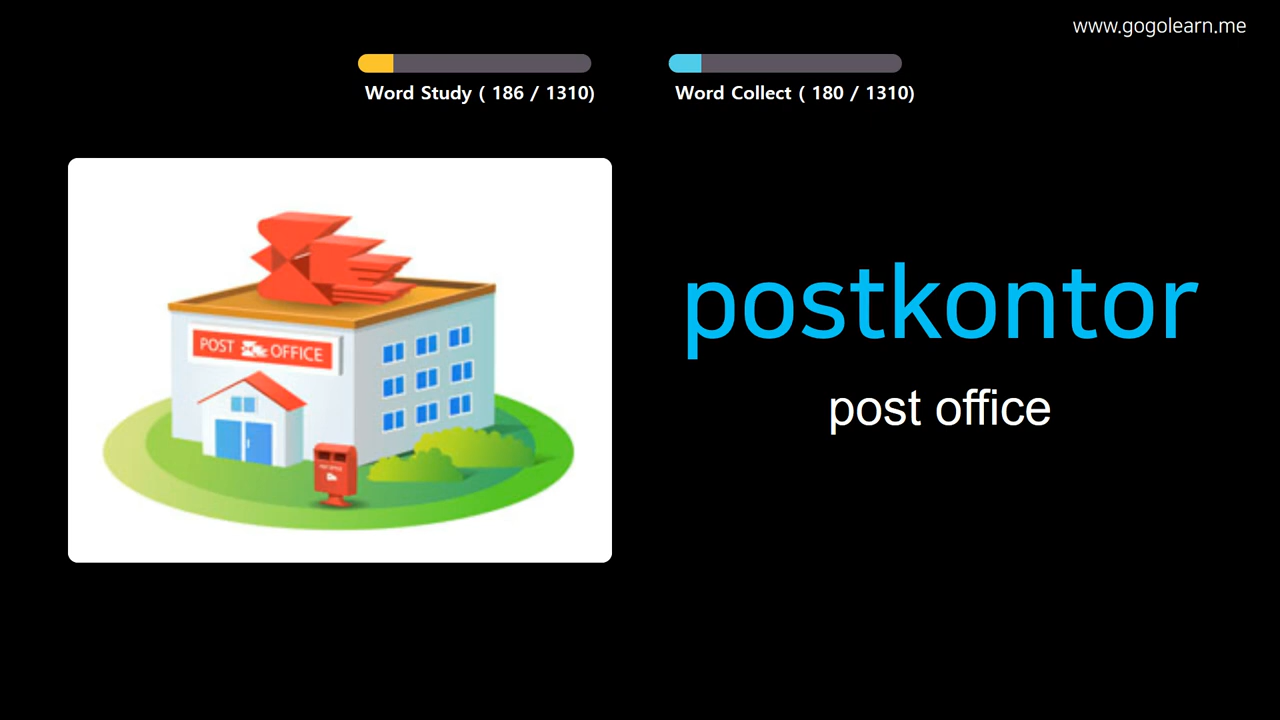 www.gogolearn.me
Word Study ( 186 / 1310)
Word Collect ( 180 / 1310)
POST OFFICE
postkontor
post office